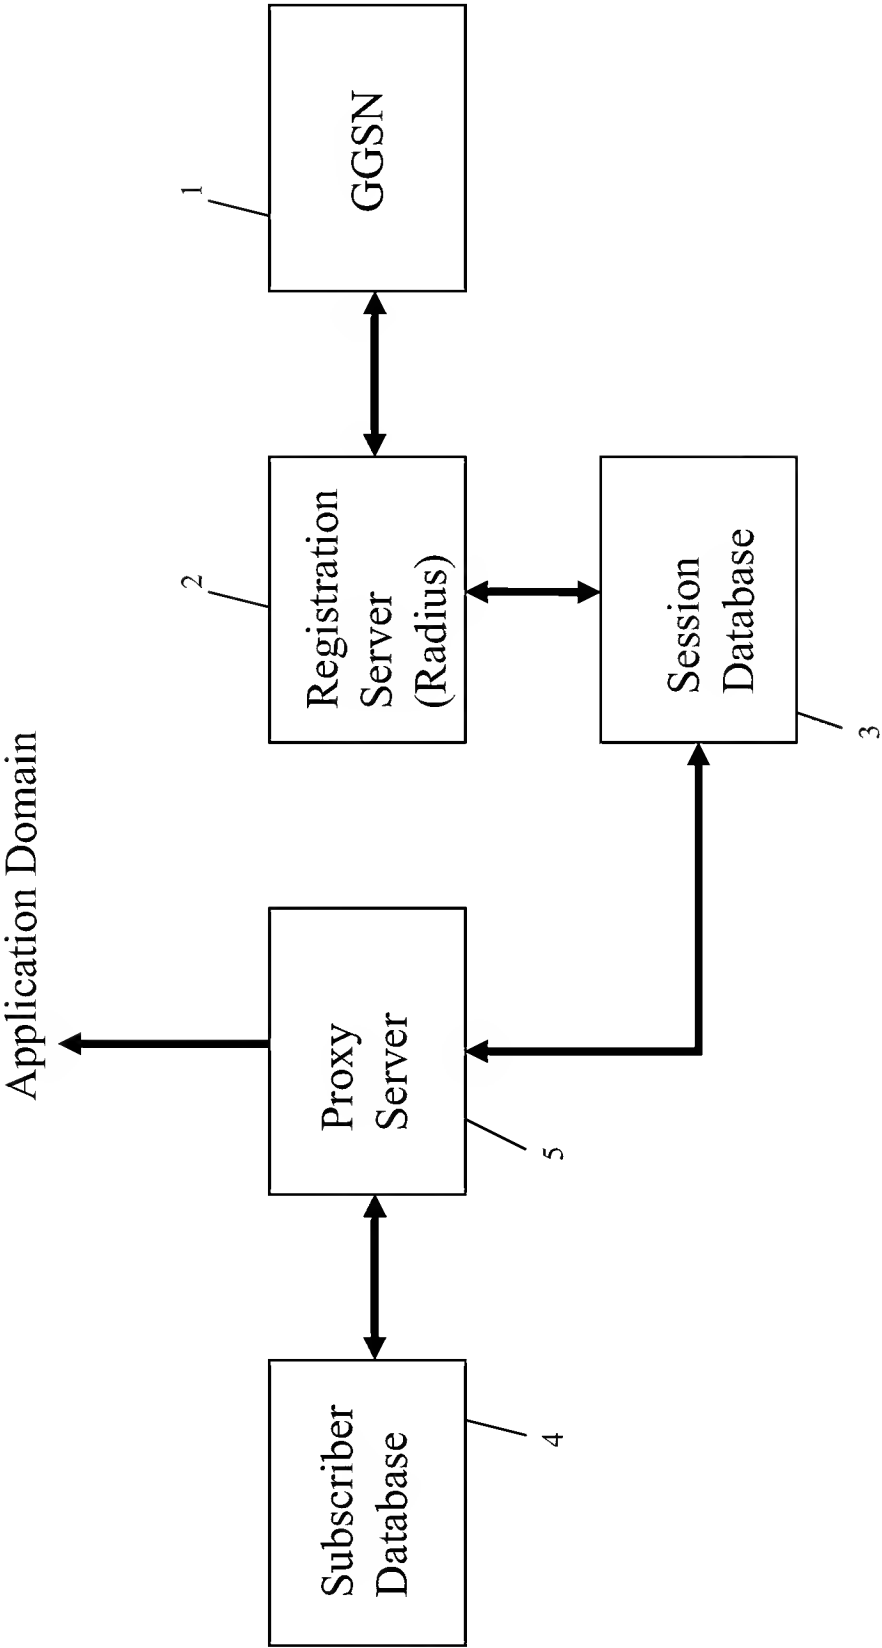 Application Domain
Subscriber
Database
4
Proxy
Server
5
Registration
Server
(Radius)
2
GGSN
1
Session
Database
3